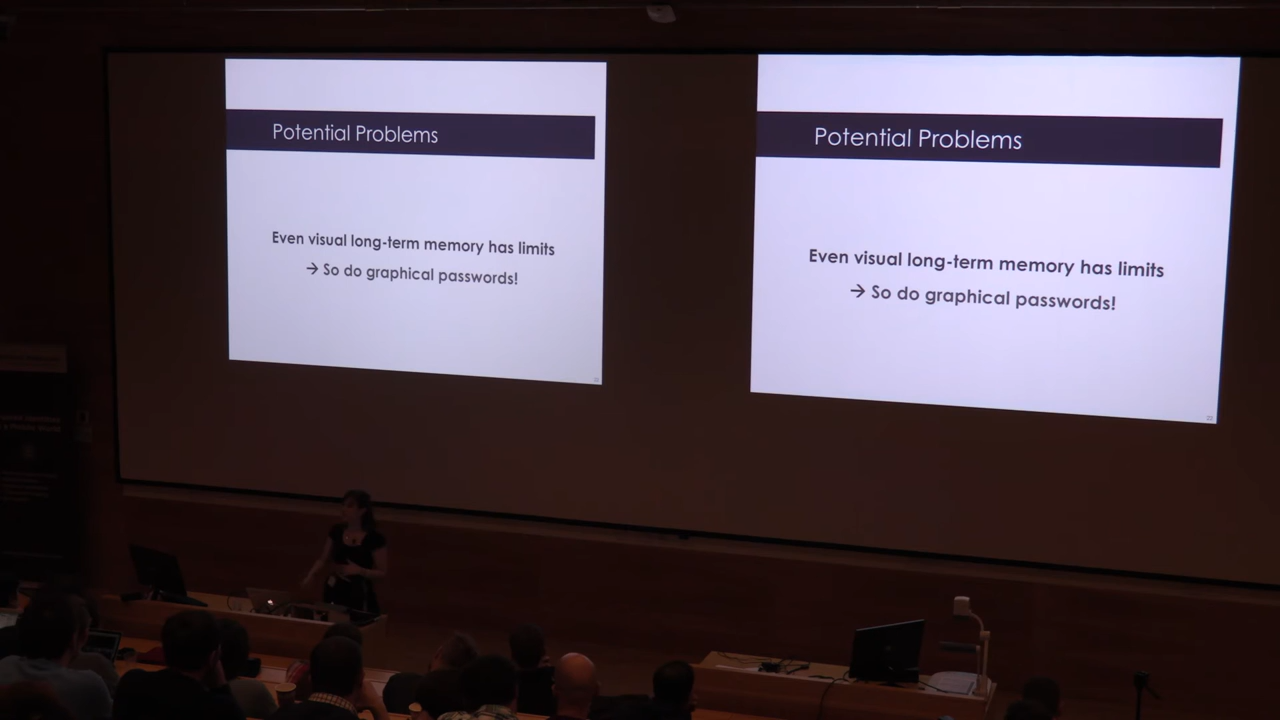 Potential Problems
Even visual long-term memory has limits
→ So do graphical passwords!
Potential Problems
Even visual long-term memory has limits
→ So do graphical passwords!